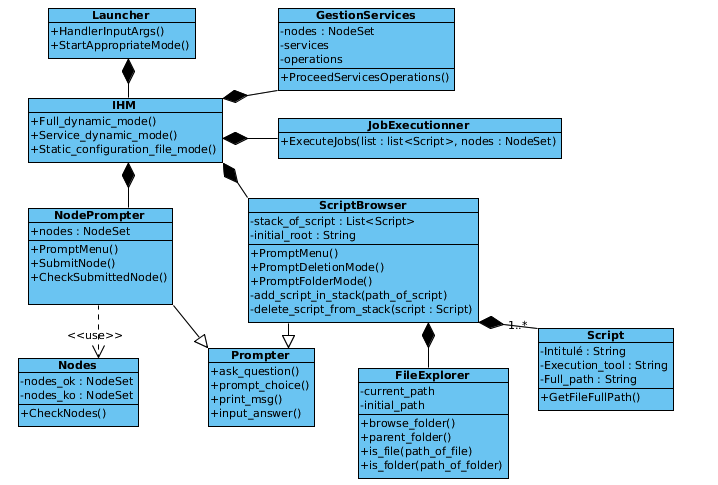 Launcher
+HandlerInputArgs()
+StartAppropriateMode()
GestionServices
-nodes : NodeSet
-services
-operations
+ProceedServicesOperations()
IHM
+Full_dynamic_mode()
+Service_dynamic_mode()
+Static_configuration_file_mode()
JobExecutionner
+ExecuteJobs(list : list<Script>, nodes : NodeSet)
NodePrompter
+nodes : NodeSet
+PromptMenu()
+SubmitNode()
+CheckSubmittedNode()
ScriptBrowser
-stack_of_script : List<Script>
-initial_root : String
+PromptMenu()
+PromptDeletionMode()
+PromptFolderMode()
-add_script_in_stack(path_of_script)
-delete_script_from_stack(script : Script)
<<use>>
1..*
Nodes
-nodes_ok : NodeSet
-nodes_ko : NodeSet
+CheckNodes()
Prompter
+ask_question()
+prompt_choice()
+print_msg()
+input_answer()
FileExplorer
-current_path
-initial_path
+browse_folder()
+parent_folder()
+is_file(path_of_file)
+is_folder(path_of_folder)
Script
-Intitulé : String
-Execution_tool : String
-Full_path : String
+GetFileFullPath()